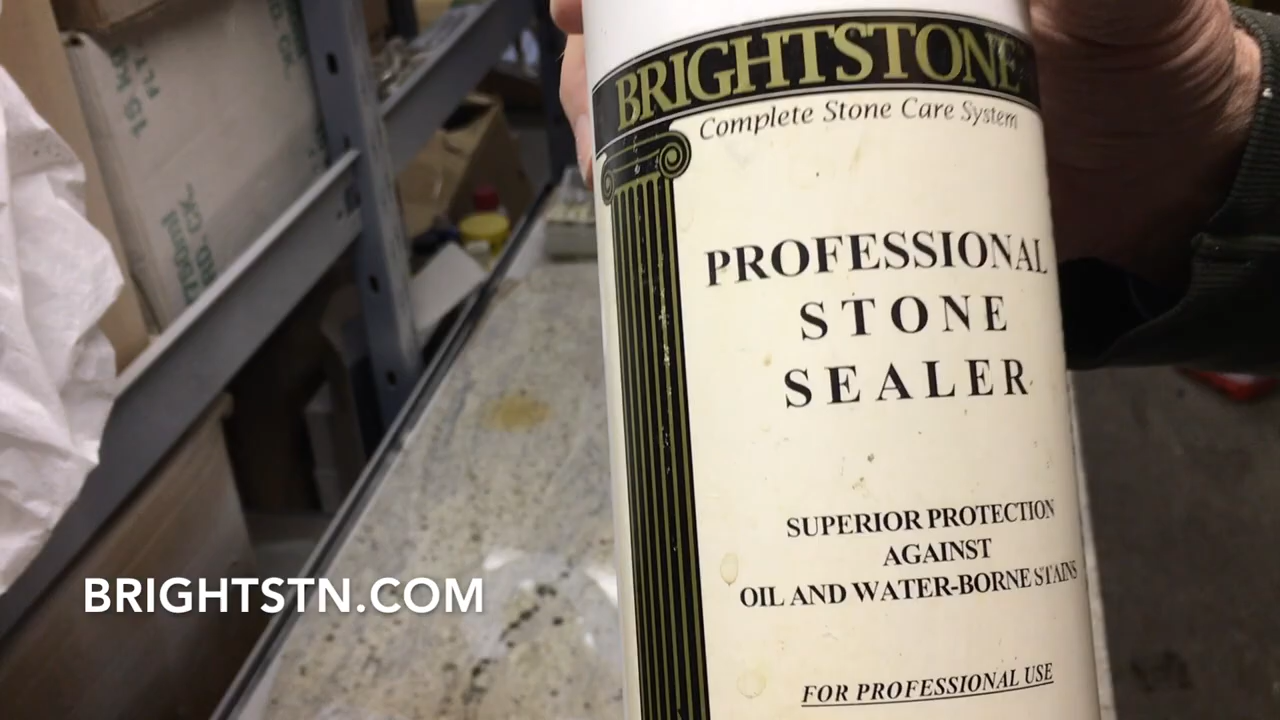 BRIGHTSTONE
Complete Stone Care System
PROFESSIONAL
STONE
SEALER
SUPERIOR PROTECTION
AGAINST
OIL AND WATER-BORNE STAINS
FOR PROFESSIONAL USE
BRIGHTSTN.COM